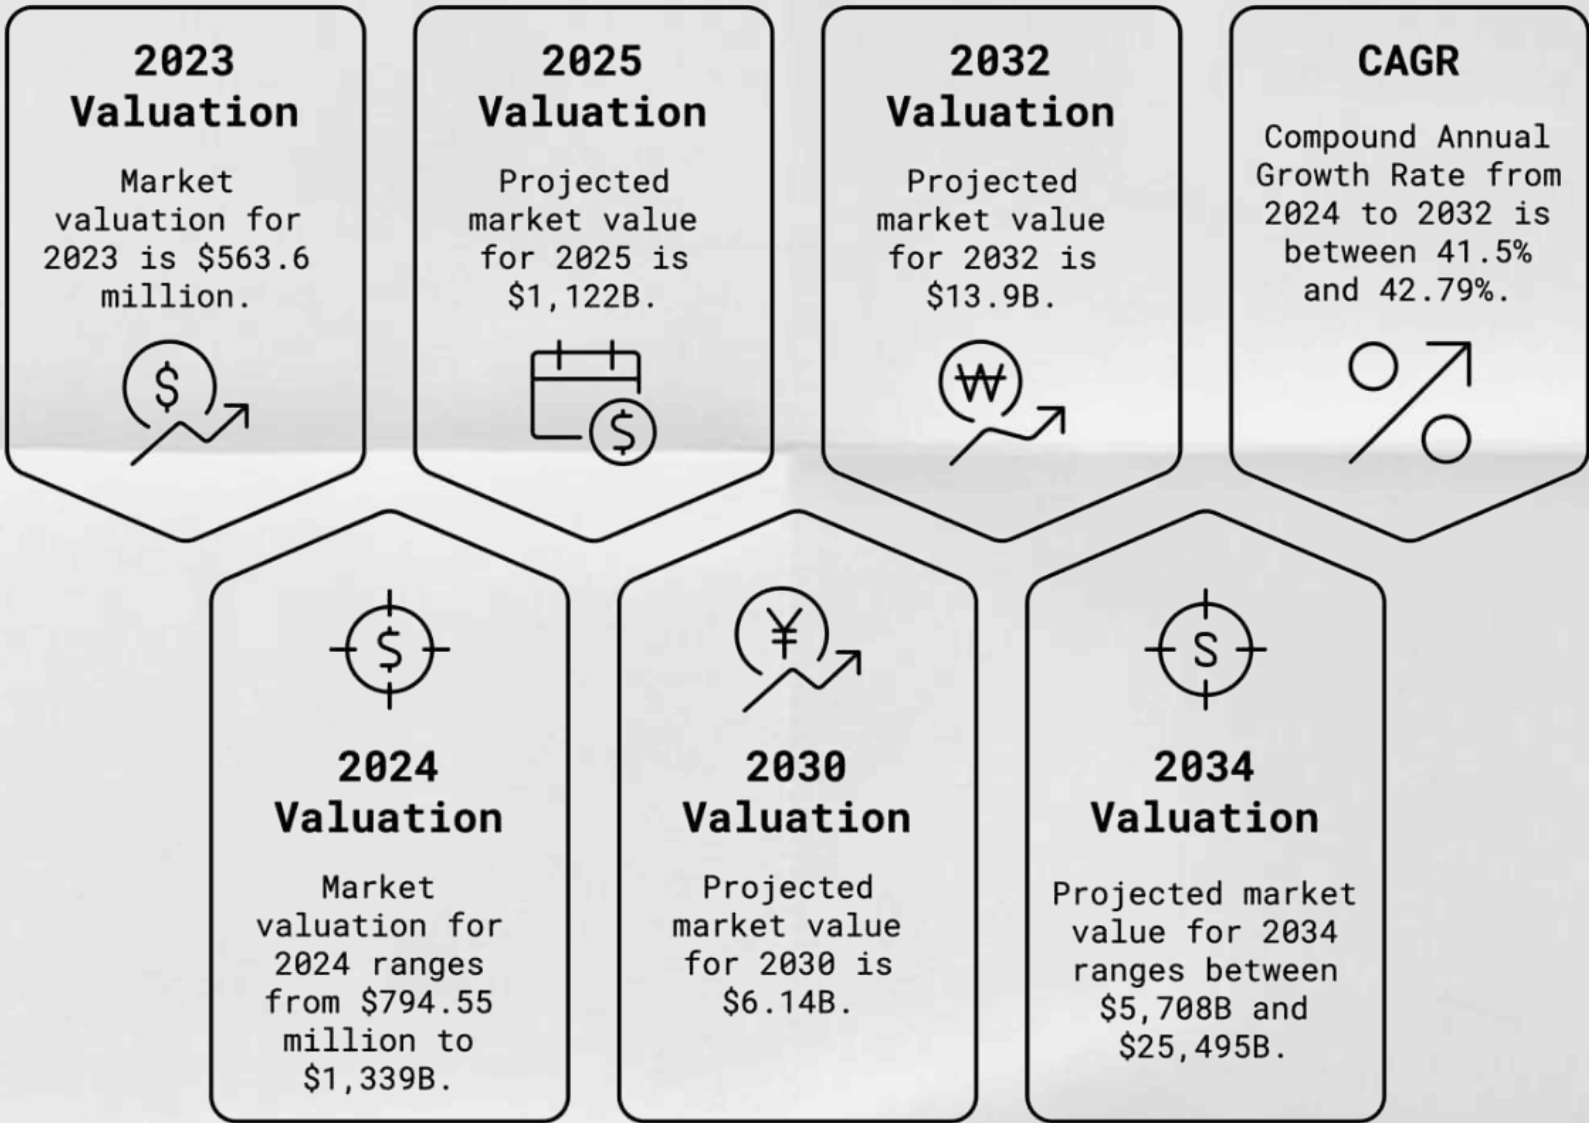 2023
Valuation
Market
valuation for
2023 is $563.6
million.
$
2025
Valuation
Projected
market value
for 2025 is
$1,122B.
$
2032
Valuation
Projected
market value
for 2032 is
$13.9B.
₩
CAGR
Compound Annual
Growth Rate from
2024 to 2032 is
between 41.5%
and 42.79%.
$
2024
Valuation
Market
valuation for
2024 ranges
from $794.55
million to
$1,339B.
¥
2030
Valuation
Projected
market value
for 2030 is
$6.14B.
S
2034
Valuation
Projected market
value for 2034
ranges between
$5,708B and
$25,495B.